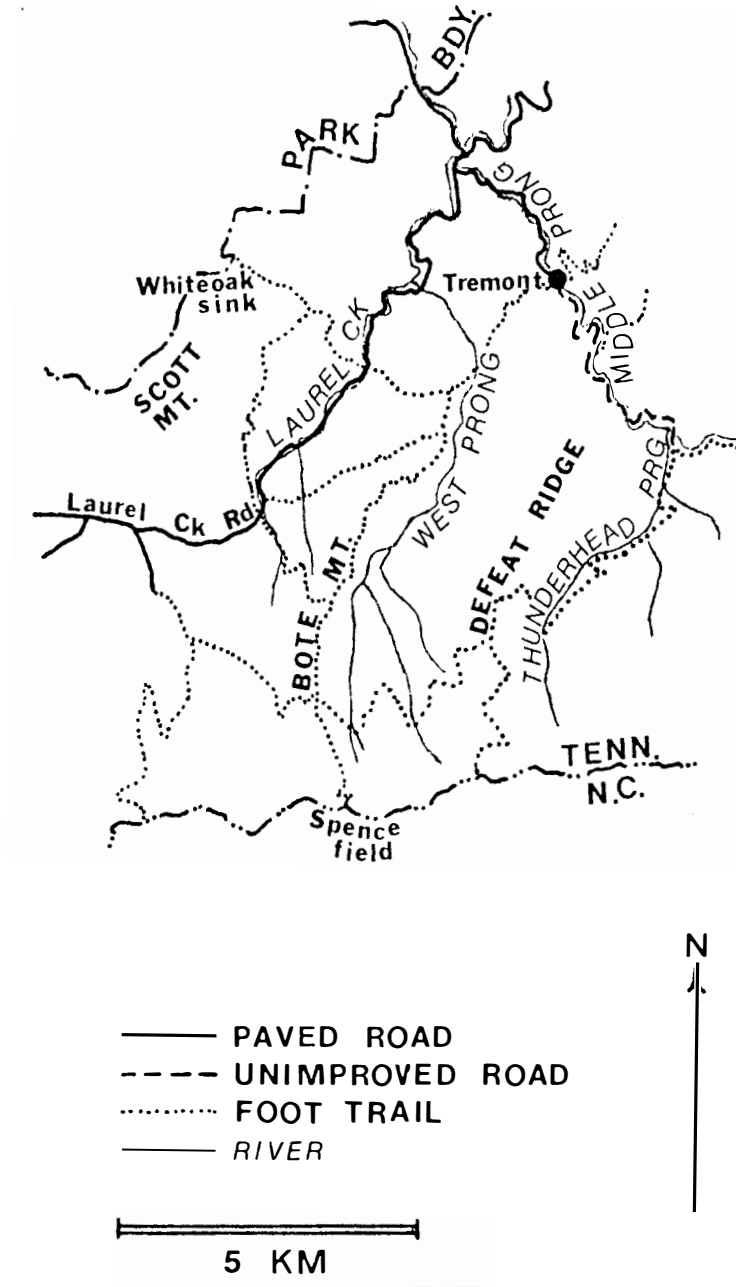 BDY.
PARK
PRONG
Whiteoak
sink
Tremont
MIDDLE
SCOTT
MT.
LAUREL CK
WEST PRONG
DEFEAT RIDGE
THUNDERHEAD PRG
Laurel Ck Rd
BOTE MT.
TENN.
N.C.
Spence
field
N
PAVED ROAD
UNIMPROVED ROAD
FOOT TRAIL
RIVER
5 KM